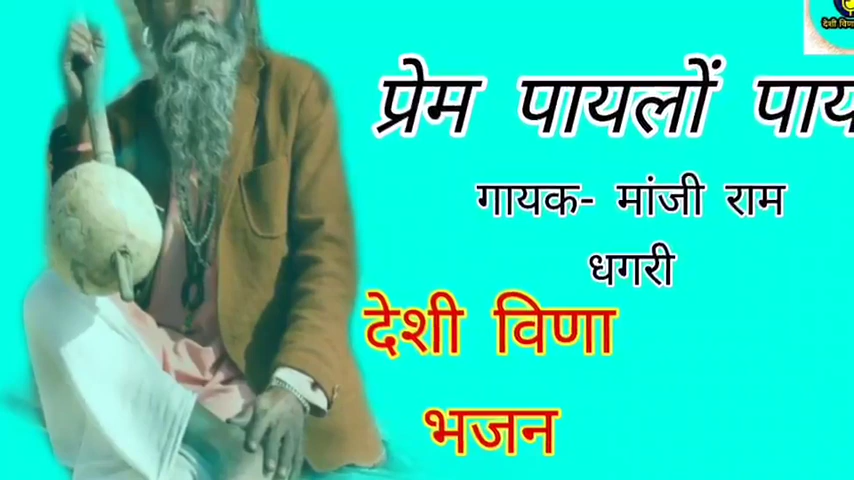 प्रेम पायलों
गायक- मांजी राम
धगरी
देशी विणा
भजन
देशी विणा